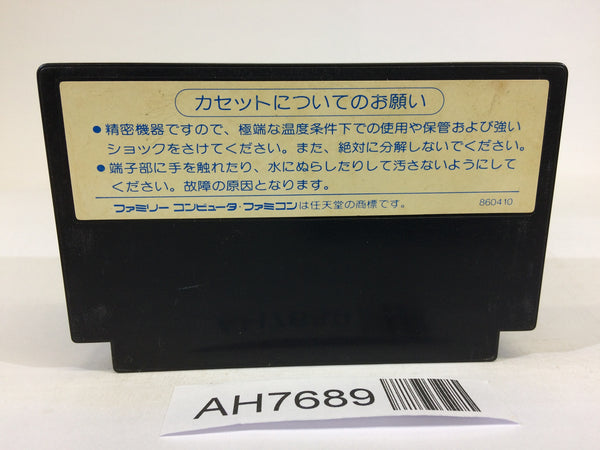 カセットについてのお願い
●精密機器ですので、極端な温度条件下での使用や保管および強い
ショックをさけてください。また、絶対に分解しないでください。
●端子部に手を触れたり、水にぬらしたりして汚さないようにして
ください。故障の原因となります。
ファミリー コンピュータ・ファミコンは任天堂の商標です。 860410
AH7689